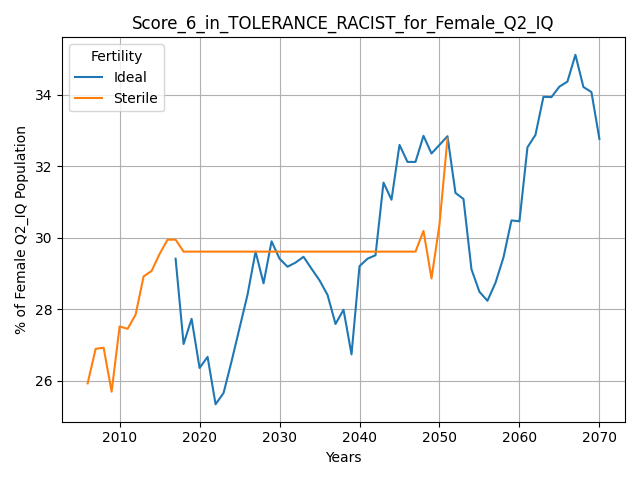 Score_6_in_TOLERANCE_RACIST_for_Female_Q2_IQ
Fertility
Ideal
Sterile
% of Female Q2_IQ Population
34
32
30
28
26
2010 2020 2030 2040 2050 2060 2070
Years